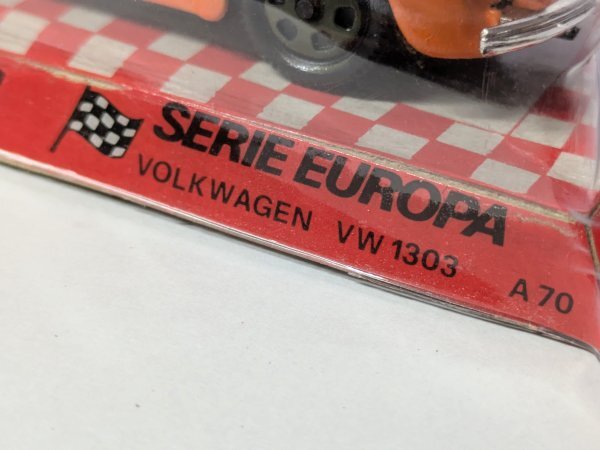 SERIE EUROPA
VOLKWAGEN VW 1303 A 70